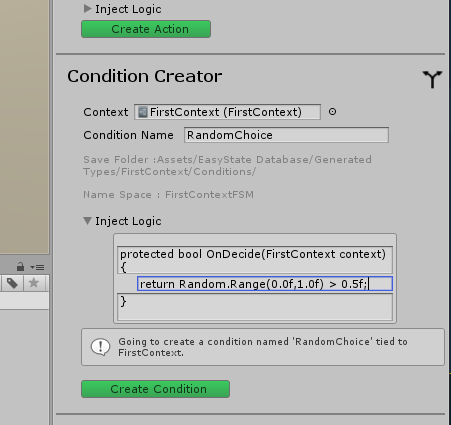 Inject Logic
Create Action
Condition Creator
Context FirstContext (FirstContext)
Condition Name RandomChoice
Save Folder :Assets/EasyState Database/Generated
Types/FirstContext/Conditions/
Name Space : FirstContextFSM
Inject Logic
protected bool OnDecide(FirstContext context)
{
return Random.Range(0.0f,1.0f) > 0.5f;
}
Going to create a condition named 'RandomChoice' tied to
FirstContext.
Create Condition